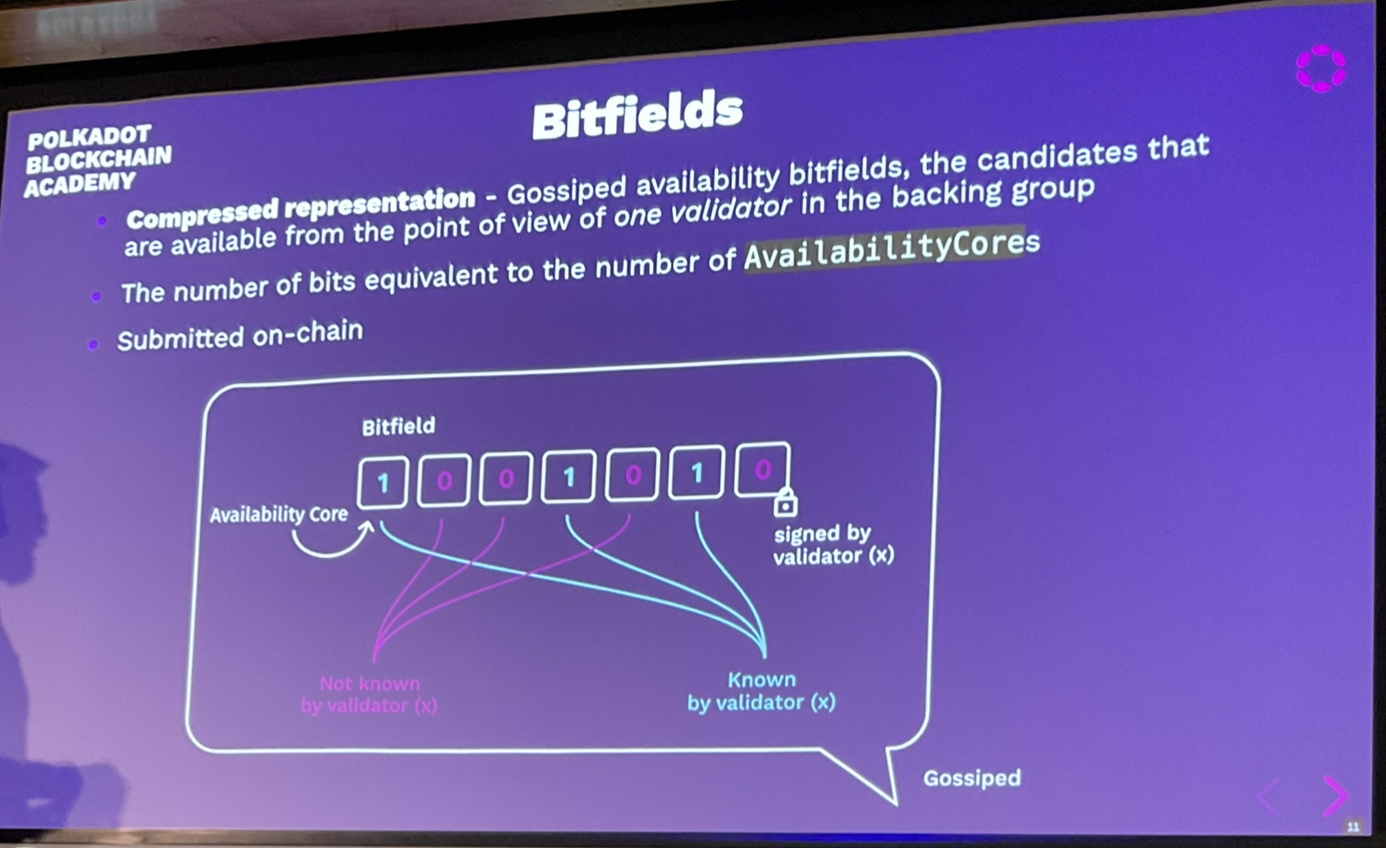 POLKADOT
BLOCKCHAIN
ACADEMY
Bitfields
Compressed representation - Gossiped availability bitfields, the candidates that
are available from the point of view of one validator in the backing group
The number of bits equivalent to the number of AvailabilityCores
Submitted on-chain
Bitfield
1 0 0 1 0 1 0
Availability Core
signed by
validator (x)
Not known
by validator (x)
Known
by validator (x)
Gossiped
11